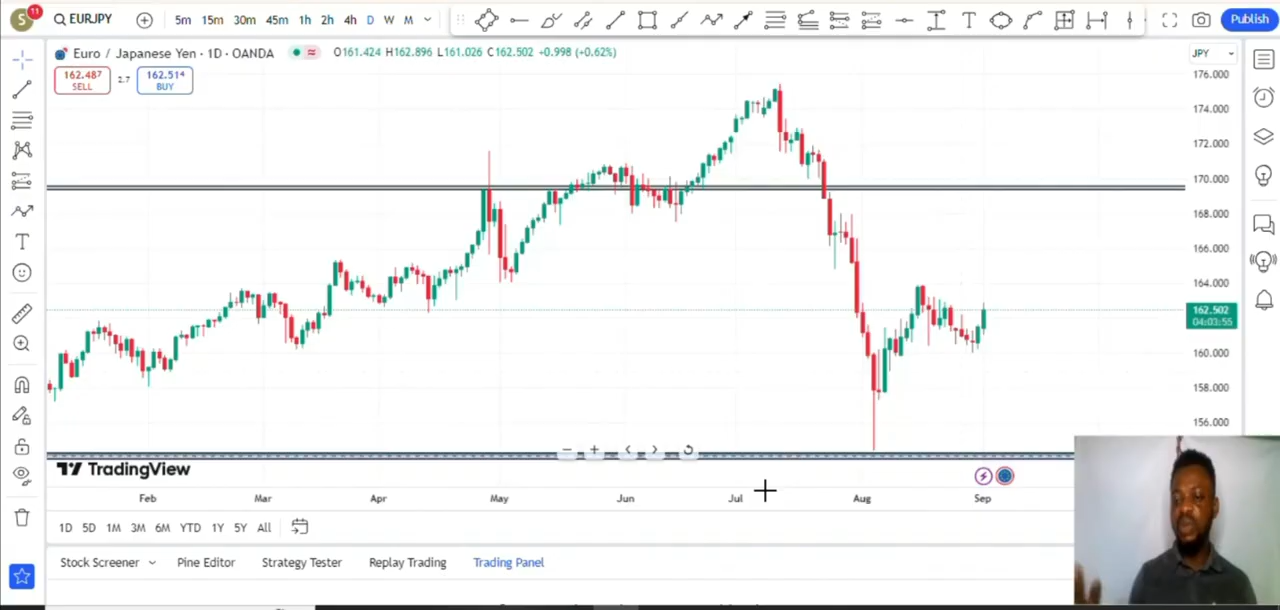 S 11 EURJPY 5m 15m 30m 45m 1h 2h 4h D W M Publish
Euro / Japanese Yen · 1D · OANDA O161.424 H162.896 L161.026 C162.502 +0.998 (+0.62%) JPY
162.487 2.7 162.514
SELL BUY
176.000
174.000
172.000
170.000
168.000
166.000
164.000
162.502
04:03:55
160.000
158.000
156.000
TradingView
Feb Mar Apr May Jun Jul Aug Sep
1D 5D 1M 3M 6M YTD 1Y 5Y All
Stock Screener Pine Editor Strategy Tester Replay Trading Trading Panel